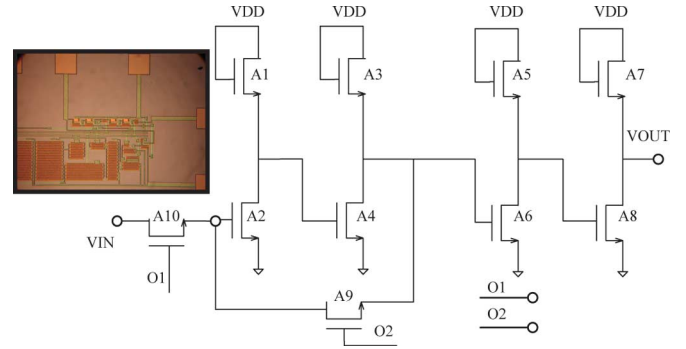 VDD VDD VDD VDD
A1 A3 A5 A7
VOUT
A10 A2 A4 A6 A8
VIN
O1 A9 O1
O2 O2